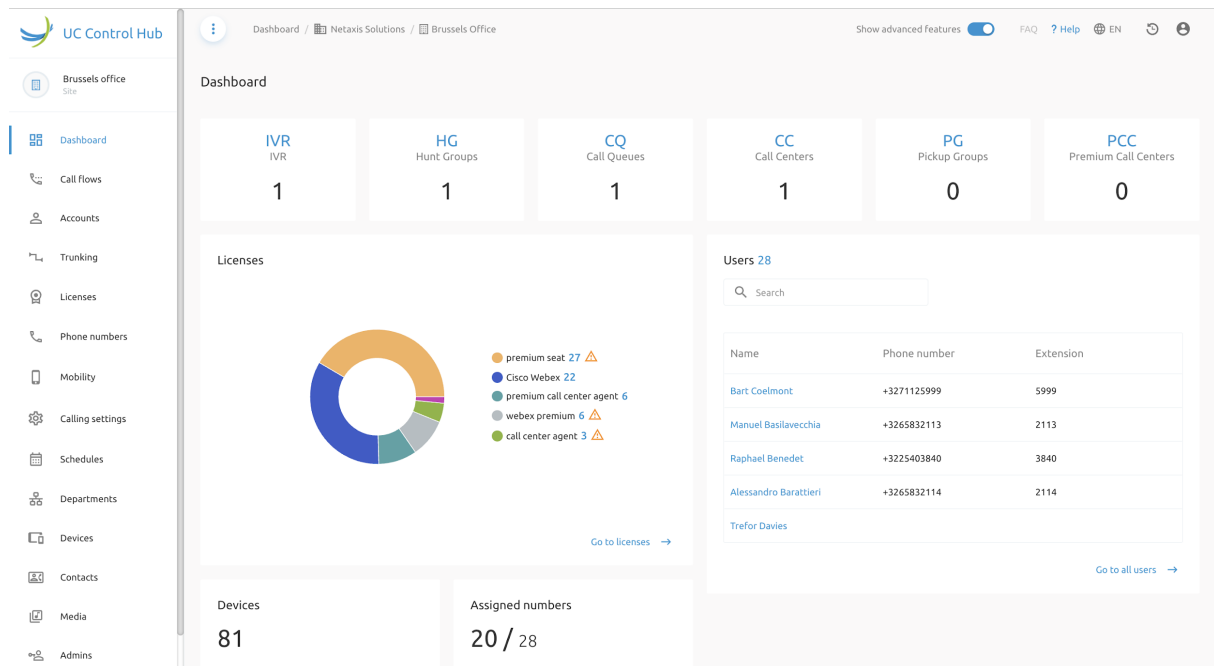 UC Control Hub
Dashboard / Netaxis Solutions / Brussels Office
Show advanced features
FAQ
? Help
EN
Brussels office
Site
Dashboard
Call flows
Accounts
Trunking
Licenses
Phone numbers
Mobility
Calling settings
Schedules
Departments
Devices
Contacts
Media
Admins
Dashboard
IVR
IVR
1
HG
Hunt Groups
1
CQ
Call Queues
1
CC
Call Centers
1
PG
Pickup Groups
0
PCC
Premium Call Centers
0
Licenses
premium seat 27
Cisco Webex 22
premium call center agent 6
webex premium 6
call center agent 3
Go to licenses →
Users 28
Search
Name Phone number Extension
Bart Coelmont +3271125999 5999
Manuel Basilavecchia +3265832113 2113
Raphael Benedet +3225403840 3840
Alessandro Barattieri +3265832114 2114
Trefor Davies
Go to all users →
Devices
81
Assigned numbers
20 / 28